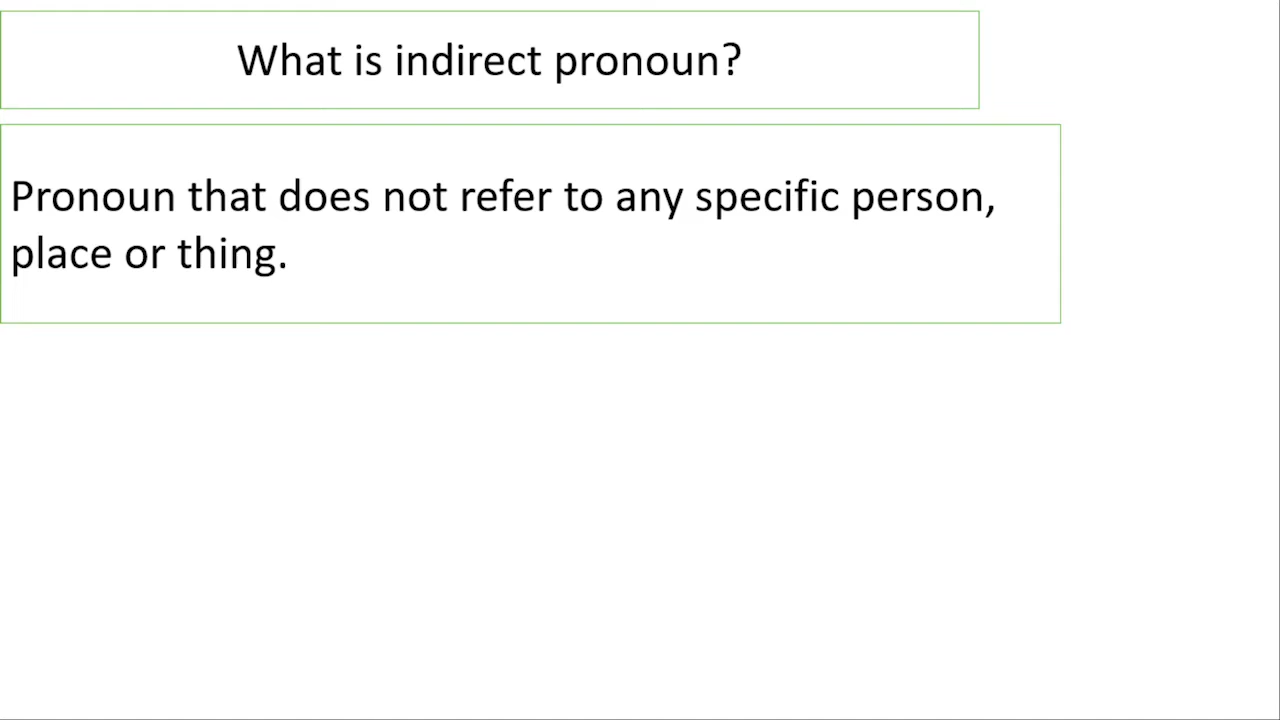 What is indirect pronoun?
Pronoun that does not refer to any specific person,
place or thing.